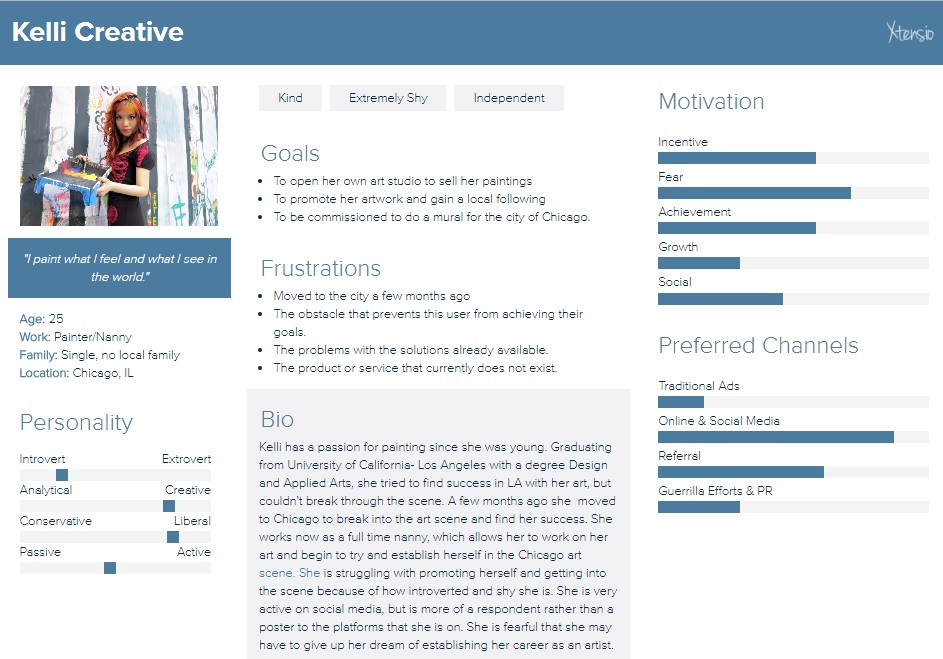 Kelli Creative
Xtensio
"I paint what I feel and what I see in
the world."
Age: 25
Work: Painter/Nanny
Family: Single, no local family
Location: Chicago, IL
Personality
Introvert Extrovert
Analytical Creative
Conservative Liberal
Passive Active
Kind Extremely Shy Independent
Goals
• To open her own art studio to sell her paintings
• To promote her artwork and gain a local following
• To be commissioned to do a mural for the city of Chicago.
Frustrations
• Moved to the city a few months ago
• The obstacle that prevents this user from achieving their
goals.
• The problems with the solutions already available.
• The product or service that currently does not exist.
Bio
Kelli has a passion for painting since she was young. Graduating
from University of California- Los Angeles with a degree Design
and Applied Arts, she tried to find success in LA with her art, but
couldn't break through the scene. A few months ago she  moved
to Chicago to break into the art scene and find her success. She
works now as a full time nanny, which allows her to work on her
art and begin to try and establish herself in the Chicago art
scene. She is struggling with promoting herself and getting into
the scene because of how introverted and shy she is. She is very
active on social media, but is more of a respondent rather than a
poster to the platforms that she is on. She is fearful that she may
have to give up her dream of establishing her career as an artist.
Motivation
Incentive
Fear
Achievement
Growth
Social
Preferred Channels
Traditional Ads
Online & Social Media
Referral
Guerrilla Efforts & PR